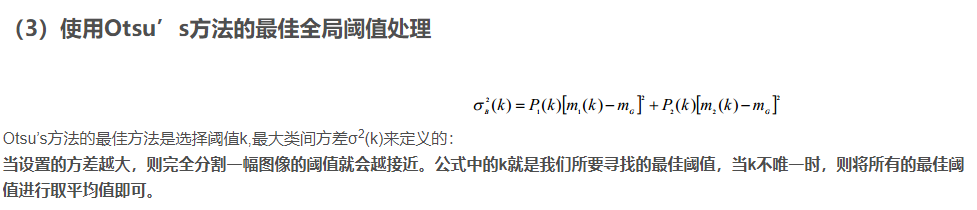 （3）使用Otsu’s方法的最佳全局阈值处理
σ_B^2(k) = P_1(k)[m_1(k) − m_G]^2 + P_2(k)[m_2(k) − m_G]^2
Otsu's方法的最佳方法是选择阈值k,最大类间方差σ^2(k)来定义的：
当设置的方差越大，则完全分割一幅图像的阈值就会越接近。公式中的k就是我们所要寻找的最佳阈值，当k不唯一时，则将所有的最佳阈
值进行取平均值即可。